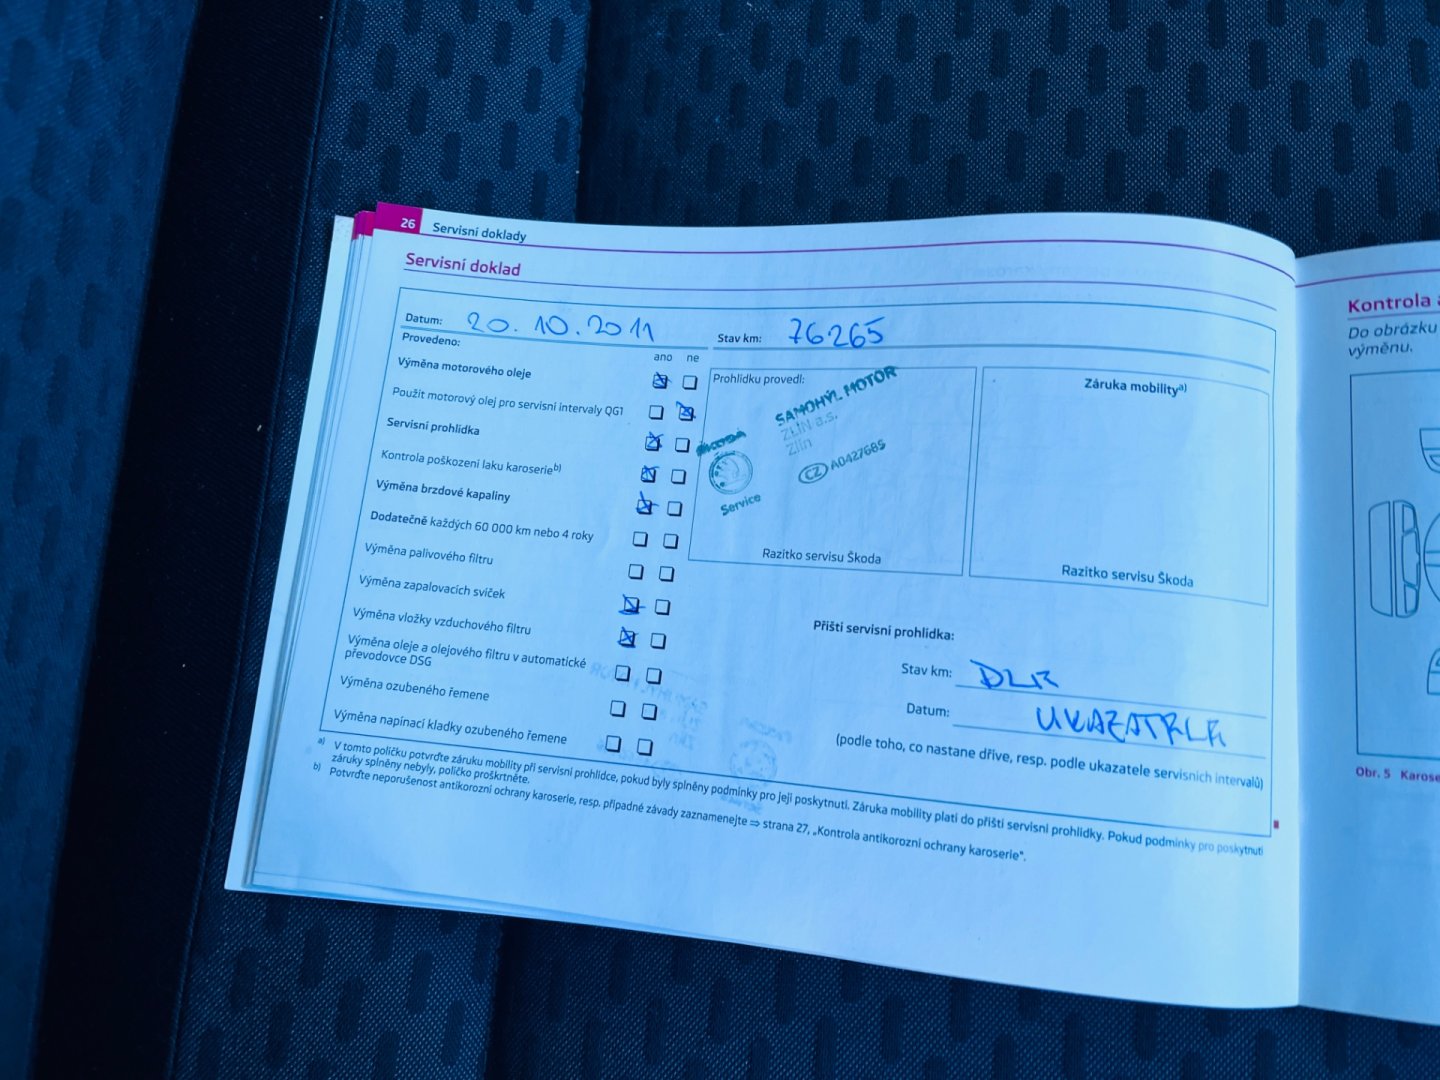 26 Servisní doklady
Servisní doklad
Datum: 20. 10. 2011
Stav km: 76265
Provedeno:
ano ne
Výměna motorového oleje
Použit motorový olej pro servisní intervaly QG1
Servisní prohlídka
Kontrola poškození laku karoserie b)
Výměna brzdové kapaliny
Dodatečně každých 60 000 km nebo 4 roky
Výměna palivového filtru
Výměna zapalovacích svíček
Výměna vložky vzduchového filtru
Výměna oleje a olejového filtru v automatické
převodovce DSG
Výměna ozubeného řemene
Výměna napínací kladky ozubeného řemene
Prohlídku provedl:
SAMOHÝL MOTOR
ZLÍN a.s.
Zlín
CZ A042768S
ŠKODA
Service
Razítko servisu Škoda
Záruka mobility a)
Razítko servisu Škoda
Příští servisní prohlídka:
Stav km: DLE
Datum: UKAZATELE
(podle toho, co nastane dříve, resp. podle ukazatele servisních intervalů)
a) V tomto políčku potvrďte záruku mobility při servisní prohlídce, pokud byly splněny podmínky pro její poskytnutí. Záruka mobility platí do příští servisní prohlídky. Pokud podmínky pro poskytnutí
záruky splněny nebyly, políčko proškrtněte.
b) Potvrďte neporušenost antikorozní ochrany karoserie, resp. případné závady zaznamenejte ⇒ strana 27, „Kontrola antikorozní ochrany karoserie“.
Kontrola
Do obrázku
výměnu.
Obr. 5